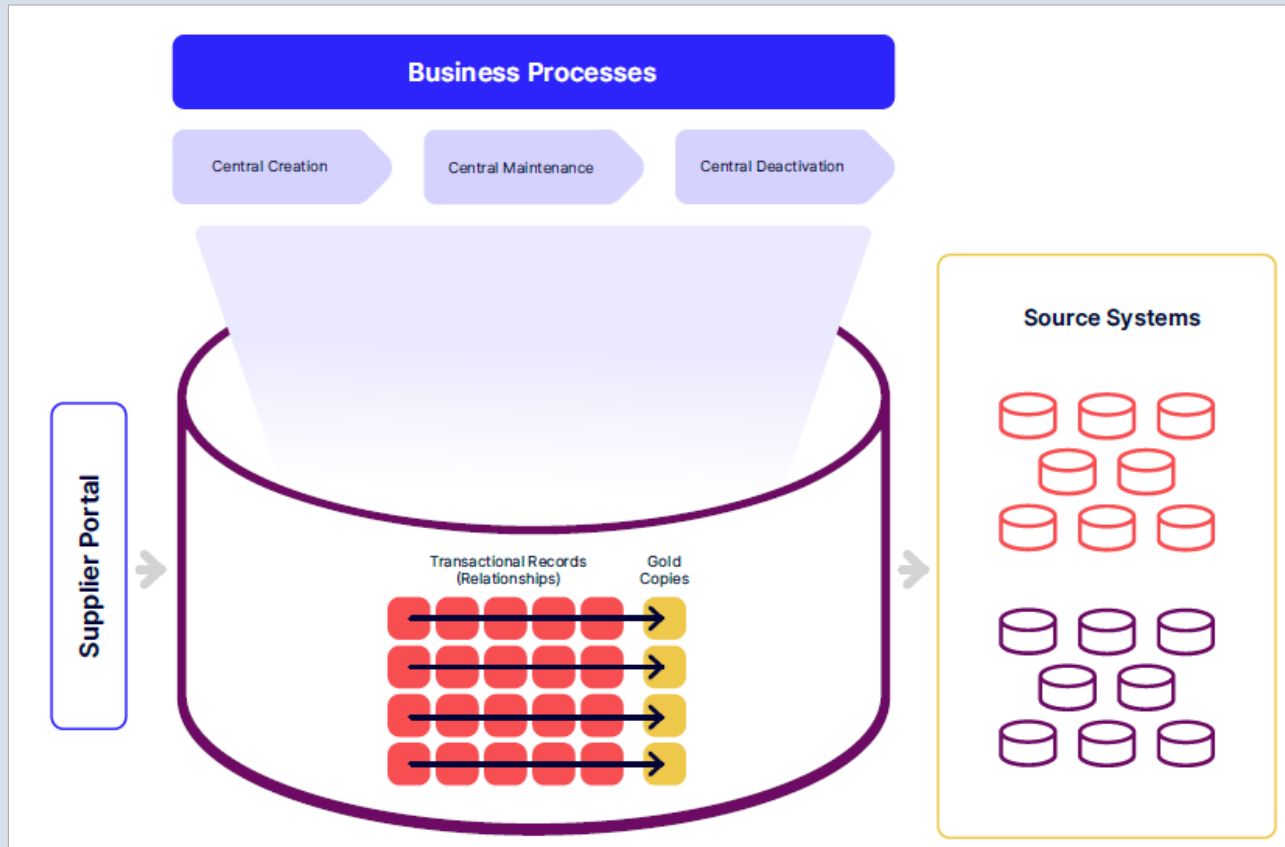 Business Processes
Central Creation
Central Maintenance
Central Deactivation
Source Systems
Supplier Portal
Transactional Records
(Relationships)
Gold
Copies